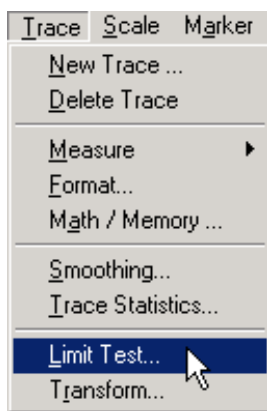 Trace Scale Marker
New Trace ...
Delete Trace
Measure
Format...
Math / Memory ...
Smoothing...
Trace Statistics...
Limit Test...
Transform...